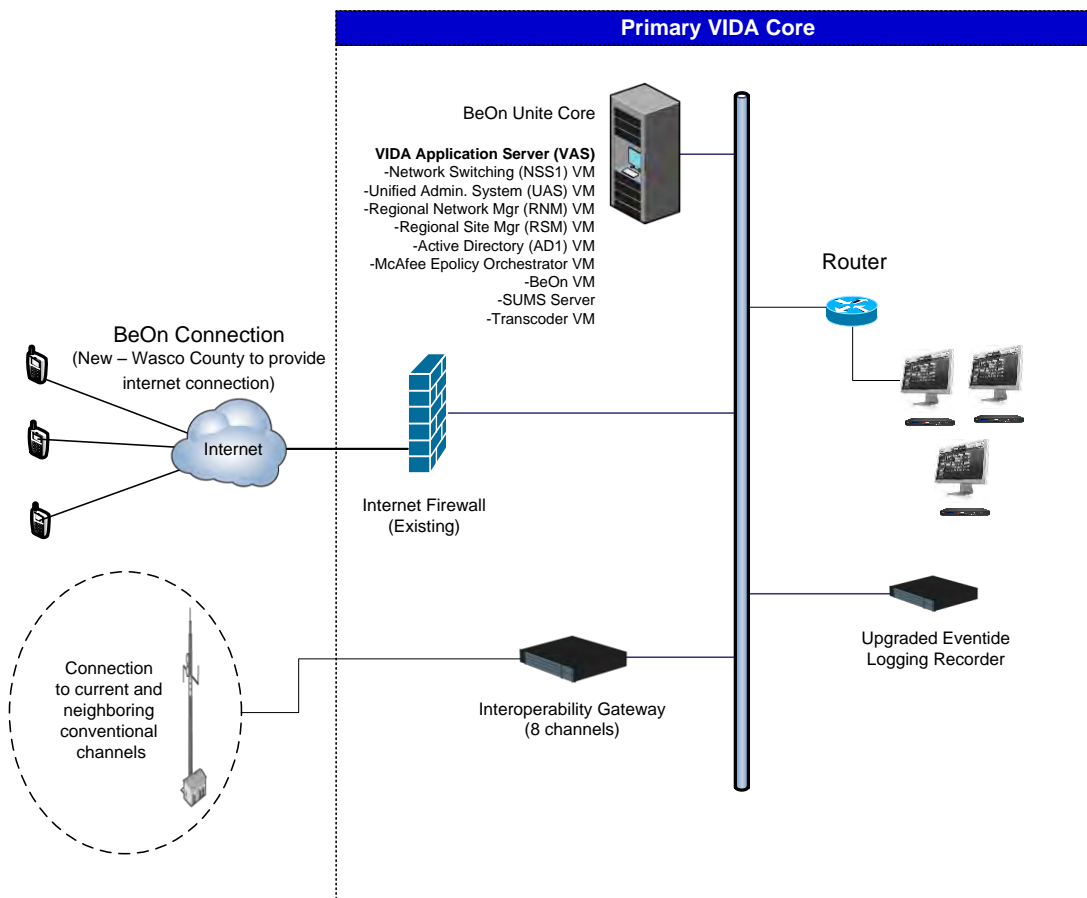 Primary VIDA Core
BeOn Unite Core
VIDA Application Server (VAS)
-Network Switching (NSS1) VM
-Unified Admin. System (UAS) VM
-Regional Network Mgr (RNM) VM
-Regional Site Mgr (RSM) VM
-Active Directory (AD1) VM
-McAfee Epolicy Orchestrator VM
-BeOn VM
-SUMS Server
-Transcoder VM
Router
BeOn Connection
(New – Wasco County to provide
internet connection)
Internet
Internet Firewall
(Existing)
Upgraded Eventide
Logging Recorder
Connection
to current and
neighboring
conventional
channels
Interoperability Gateway
(8 channels)